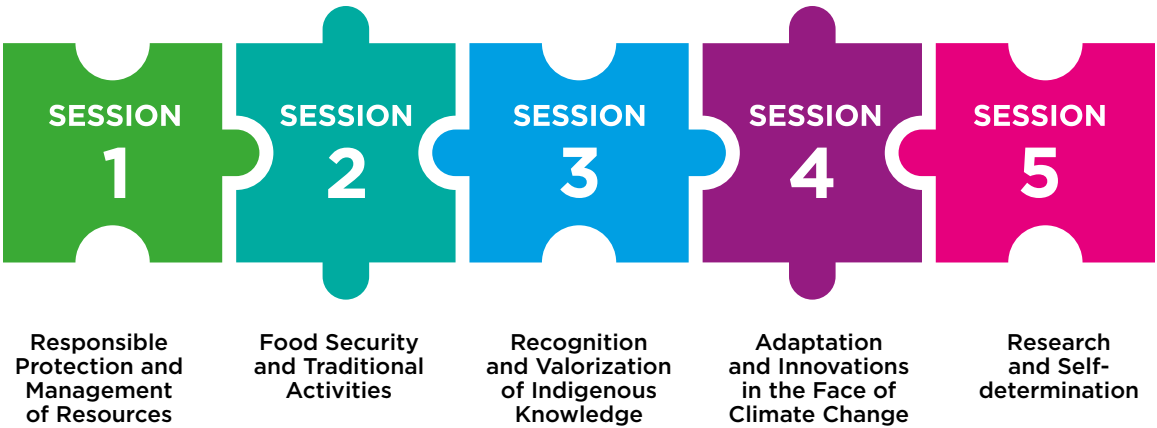 SESSION
1
SESSION
2
SESSION
3
SESSION
4
SESSION
5
Responsible
Protection and
Management
of Resources
Food Security
and Traditional
Activities
Recognition
and Valorization
of Indigenous
Knowledge
Adaptation
and Innovations
in the Face of
Climate Change
Research
and Self-
determination